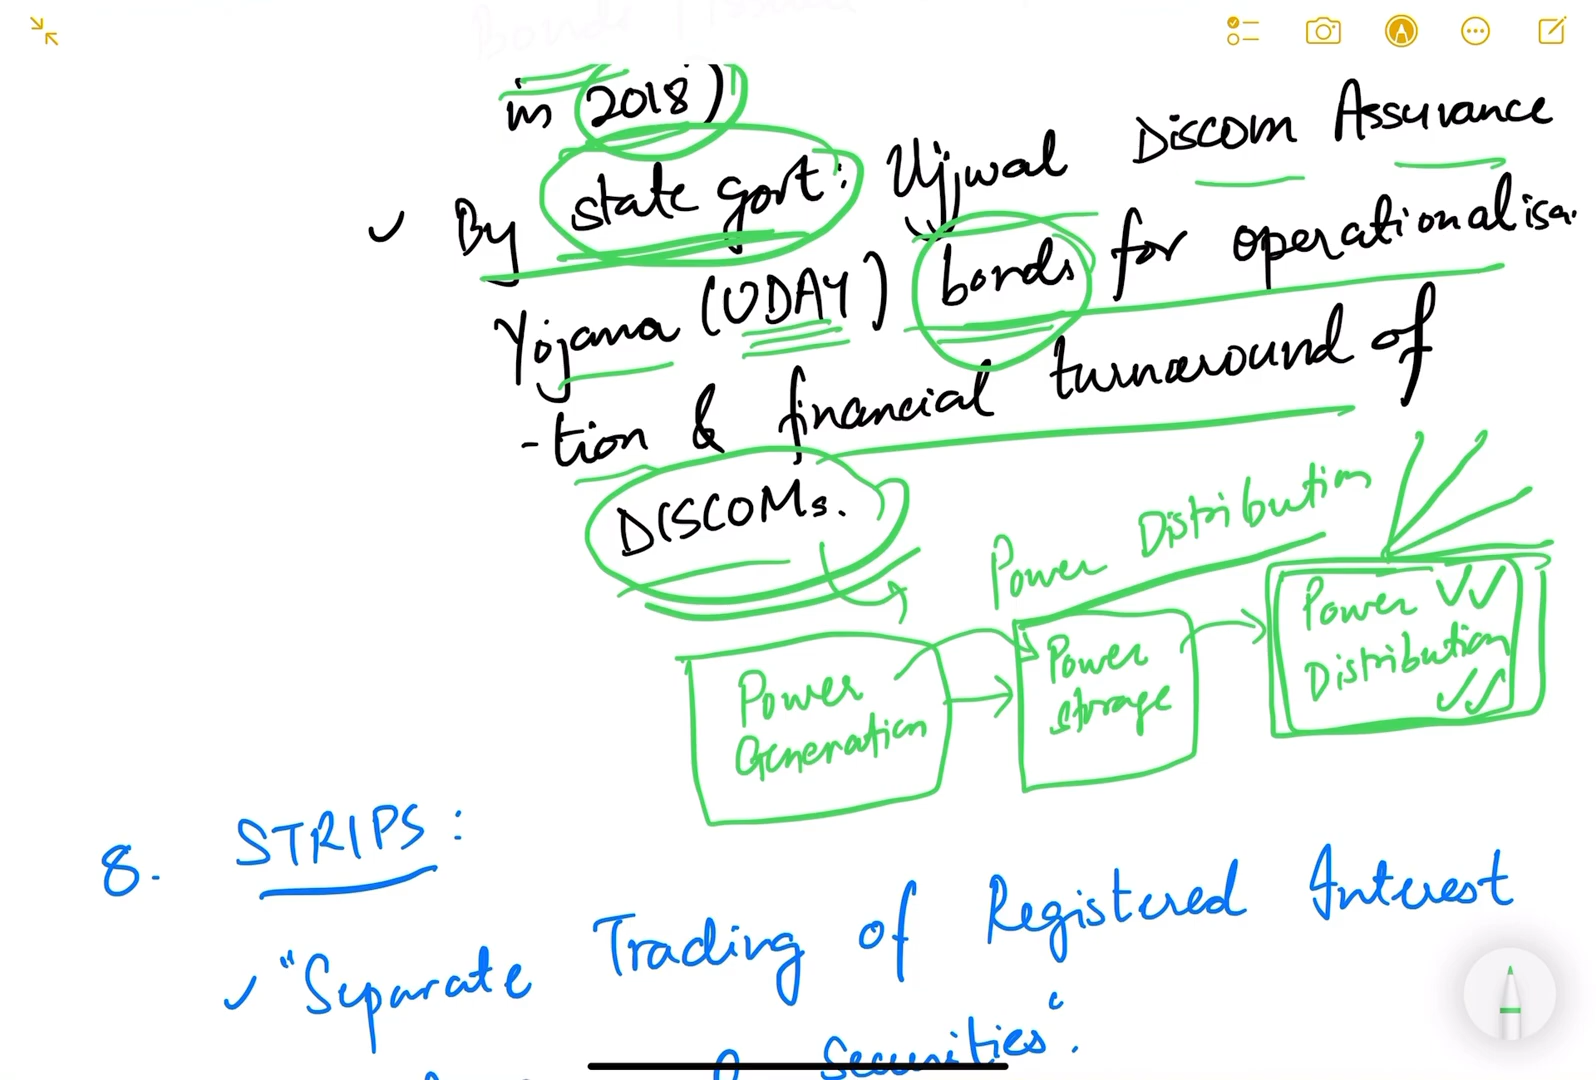 in 2018)
✓ By state govt: Ujjwal Discom Assurance
Yojana (UDAY) bonds for operationalisa-
-tion & financial turnaround of
DISCOMs.
Power Distribution
Power Generation
Power storage
Power ✓✓
Distribution
✓✓
8. STRIPS:
✓ "Separate Trading of Registered Interest
Securities".